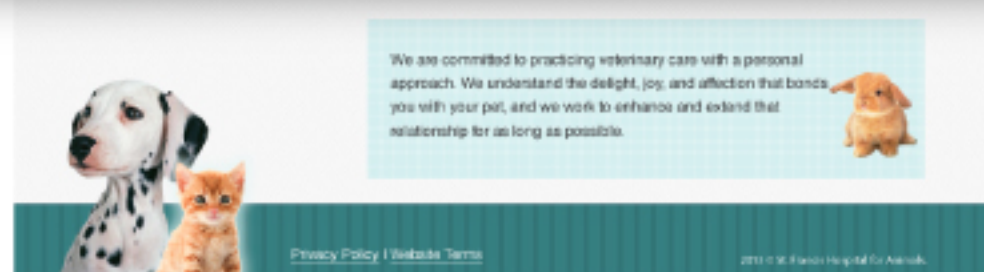 We are committed to practicing veterinary care with a personal
approach. We understand the delight, joy, and affection that bonds
you with your pet, and we work to enhance and extend that
relationship for as long as possible.
Privacy Policy | Website Terms
© St. Francis Hospital for Animals.